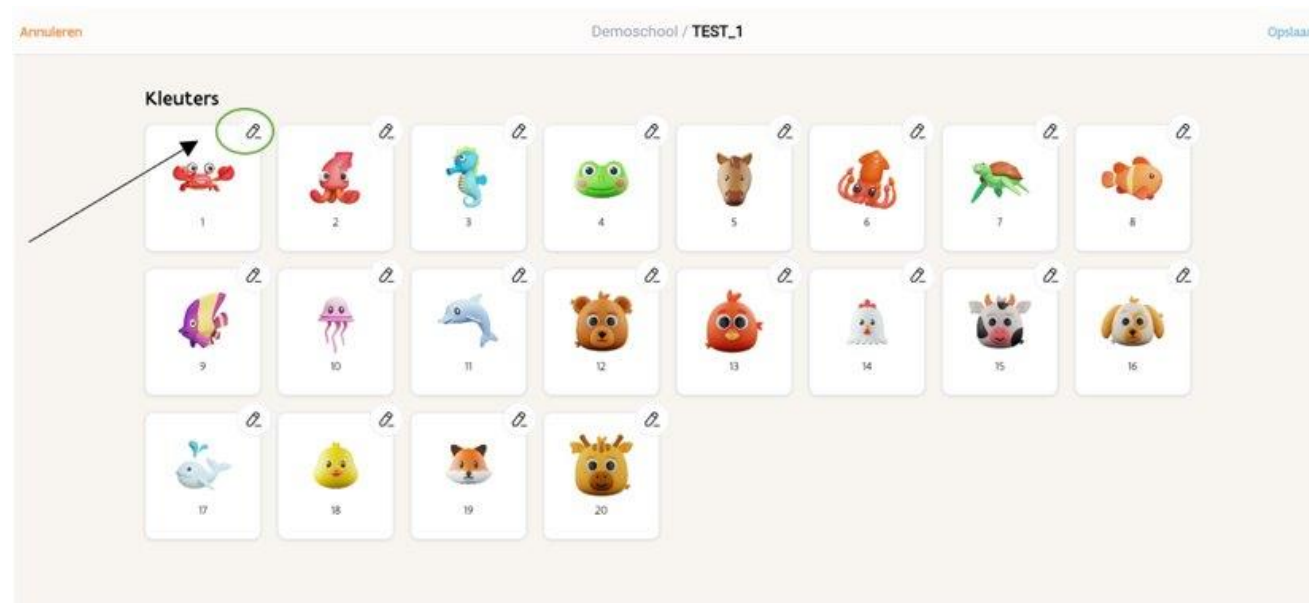 Annuleren
Demoschool / TEST_1
Opslaan
Kleuters
1 2 3 4 5 6 7 8
9 10 11 12 13 14 15 16
17 18 19 20